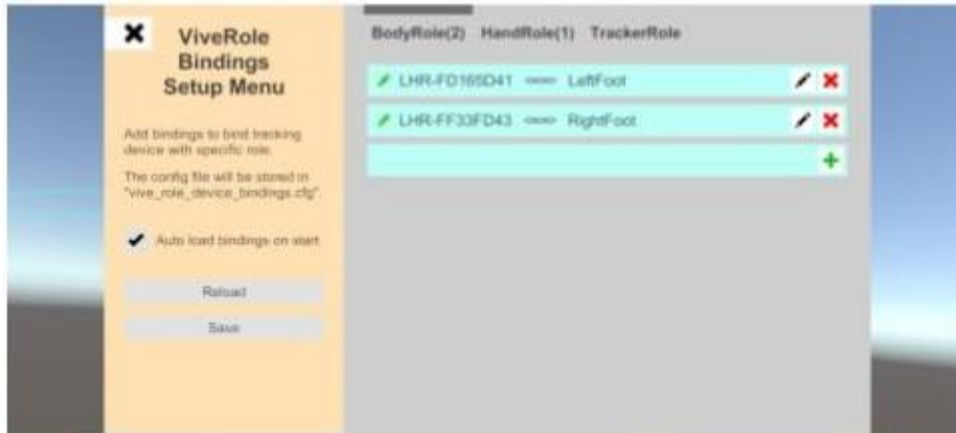 ViveRole
Bindings
Setup Menu
Add bindings to bind tracking
device with specific role.
The config file will be stored in
"vive_role_device_bindings.cfg".
Auto load bindings on start
Reload
Save
BodyRole(2) HandRole(1) TrackerRole
LHR-FD165D41 LeftFoot
LHR-FF33FD43 RightFoot